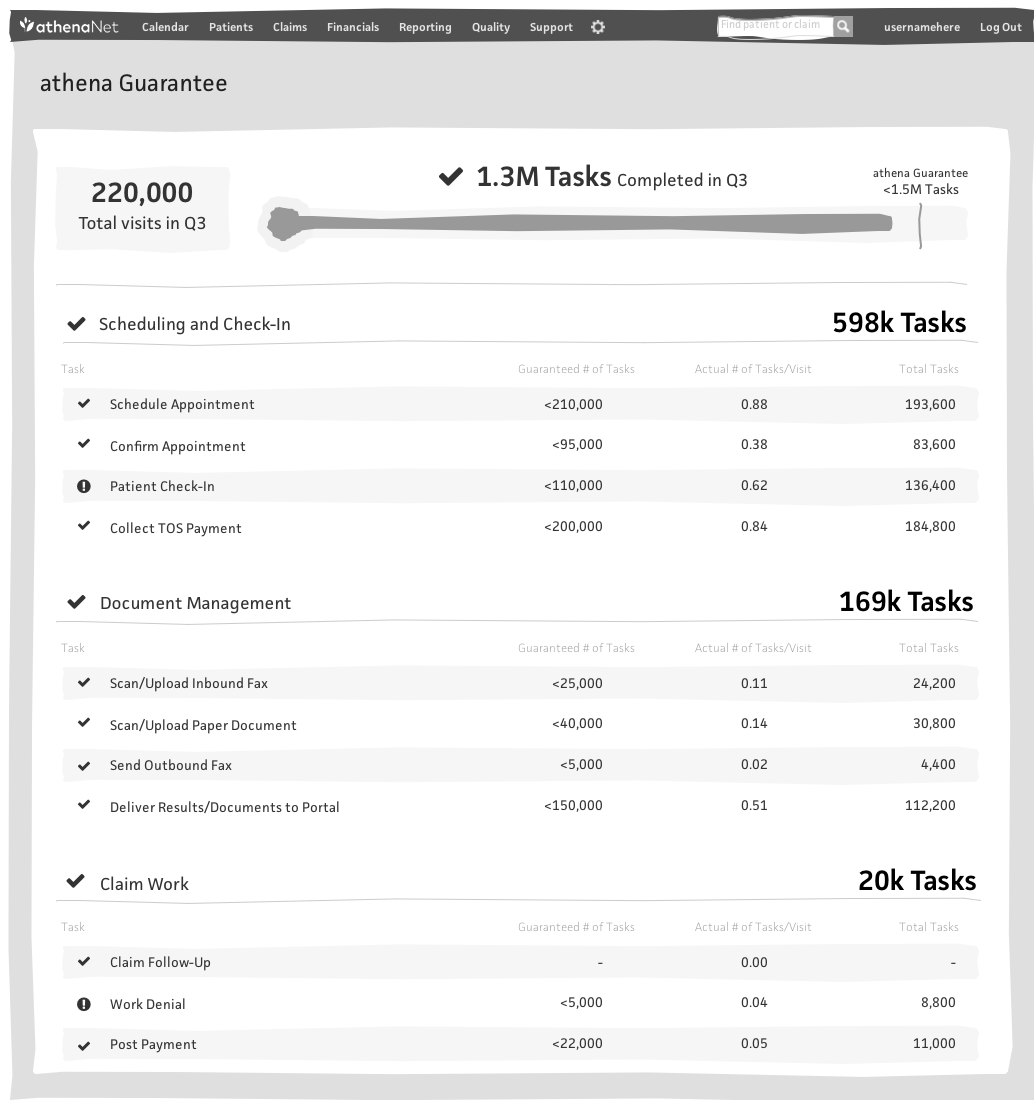 athenaNet Calendar Patients Claims Financials Reporting Quality Support Find patient or claim usernamehere Log Out
athena Guarantee
220,000
Total visits in Q3
1.3M Tasks Completed in Q3
athena Guarantee
<1.5M Tasks
Scheduling and Check-In 598k Tasks
Task Guaranteed # of Tasks Actual # of Tasks/Visit Total Tasks
Schedule Appointment <210,000 0.88 193,600
Confirm Appointment <95,000 0.38 83,600
Patient Check-In <110,000 0.62 136,400
Collect TOS Payment <200,000 0.84 184,800
Document Management 169k Tasks
Task Guaranteed # of Tasks Actual # of Tasks/Visit Total Tasks
Scan/Upload Inbound Fax <25,000 0.11 24,200
Scan/Upload Paper Document <40,000 0.14 30,800
Send Outbound Fax <5,000 0.02 4,400
Deliver Results/Documents to Portal <150,000 0.51 112,200
Claim Work 20k Tasks
Task Guaranteed # of Tasks Actual # of Tasks/Visit Total Tasks
Claim Follow-Up - 0.00 -
Work Denial <5,000 0.04 8,800
Post Payment <22,000 0.05 11,000